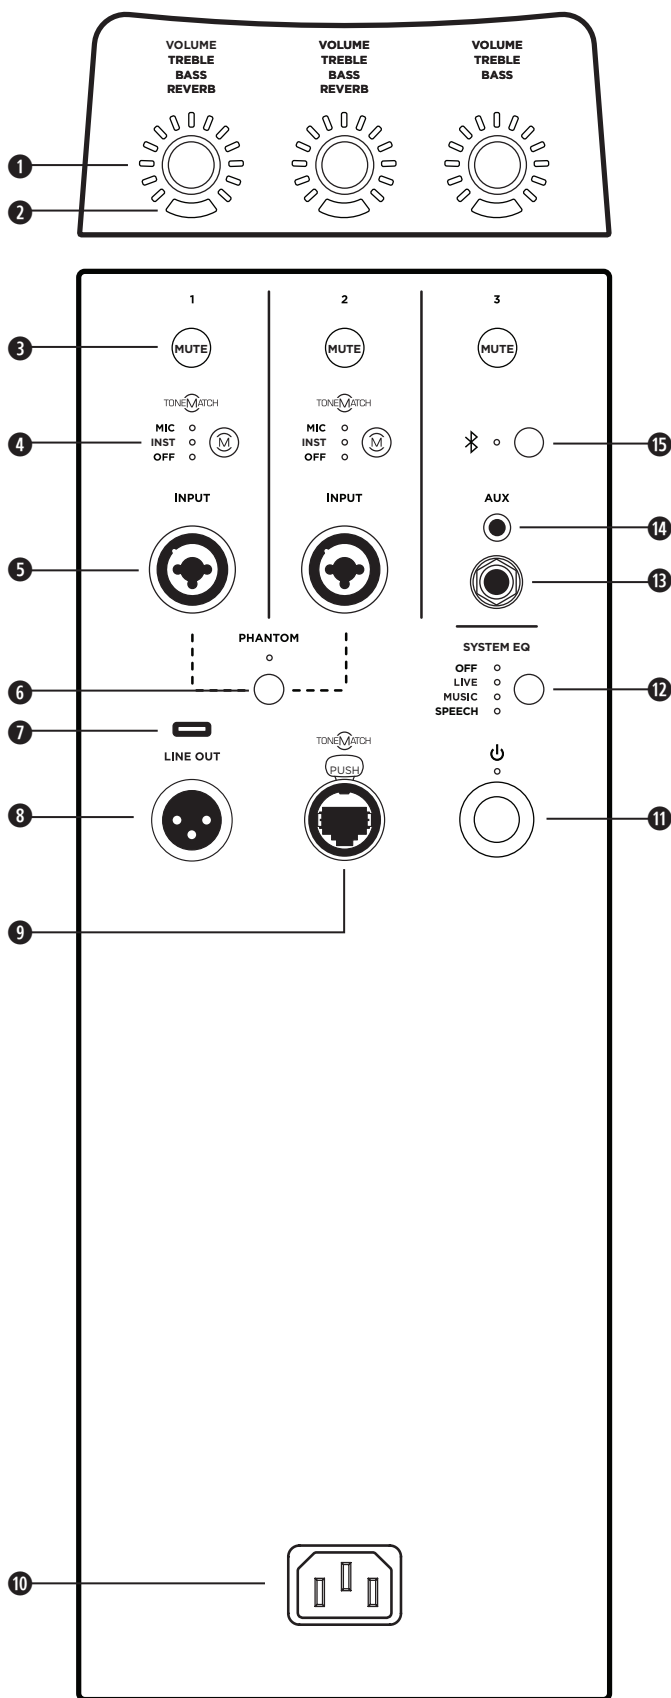 VOLUME VOLUME VOLUME
TREBLE TREBLE TREBLE
BASS BASS BASS
REVERB REVERB
1
2
1 2 3
3 MUTE MUTE MUTE
TONEMATCH TONEMATCH
MIC MIC
4 INST M INST M 15
OFF OFF
INPUT INPUT AUX
14
5 13
PHANTOM SYSTEM EQ
OFF
6 LIVE 12
MUSIC
SPEECH
7
LINE OUT TONEMATCH
PUSH
8 11
9
10